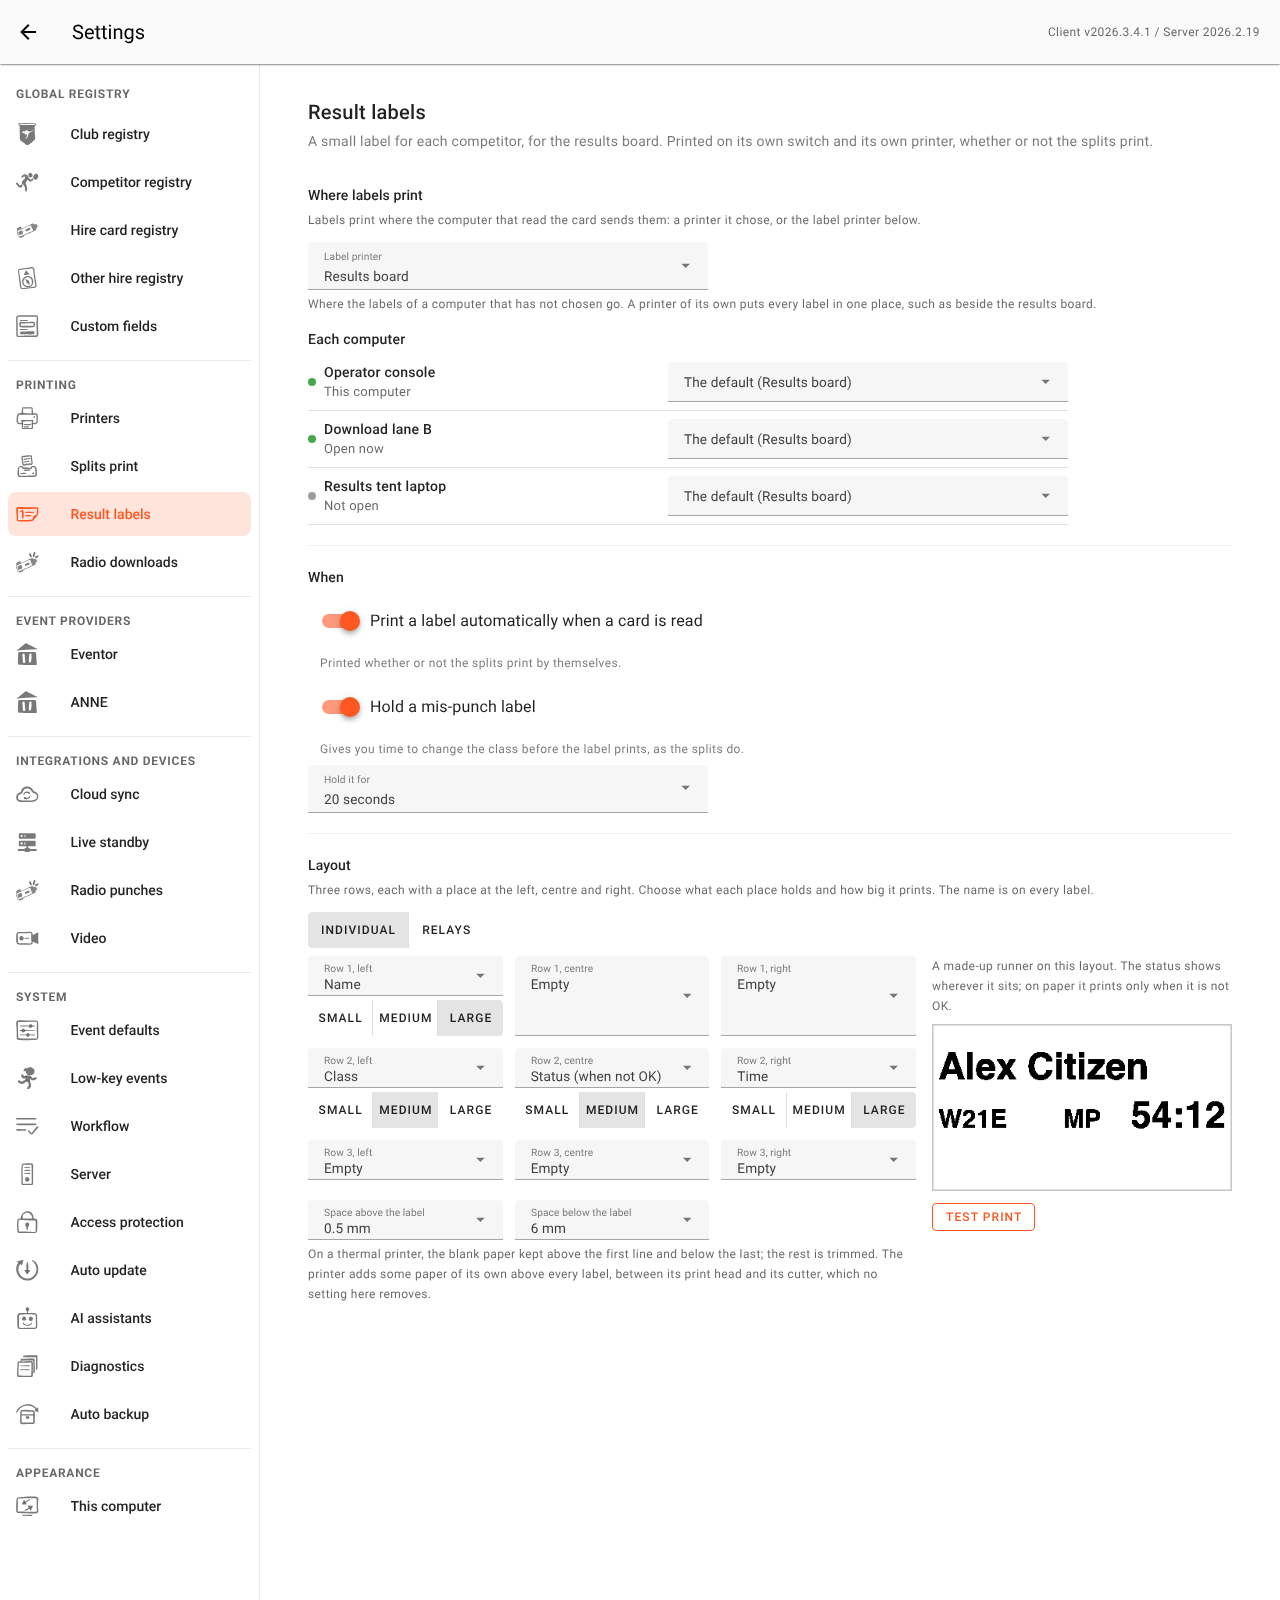 Settings
Client v2026.3.4.1 / Server 2026.2.19
GLOBAL REGISTRY
Club registry
Competitor registry
Hire card registry
Other hire registry
Custom fields
PRINTING
Printers
Splits print
Result labels
Radio downloads
EVENT PROVIDERS
Eventor
ANNE
INTEGRATIONS AND DEVICES
Cloud sync
Live standby
Radio punches
Video
SYSTEM
Event defaults
Low-key events
Workflow
Server
Access protection
Auto update
AI assistants
Diagnostics
Auto backup
APPEARANCE
This computer
Result labels
A small label for each competitor, for the results board. Printed on its own switch and its own printer, whether or not the splits print.
Where labels print
Labels print where the computer that read the card sends them: a printer it chose, or the label printer below.
Label printer
Results board
Where the labels of a computer that has not chosen go. A printer of its own puts every label in one place, such as beside the results board.
Each computer
Operator console
This computer
The default (Results board)
Download lane B
Open now
The default (Results board)
Results tent laptop
Not open
The default (Results board)
When
Print a label automatically when a card is read
Printed whether or not the splits print by themselves.
Hold a mis-punch label
Gives you time to change the class before the label prints, as the splits do.
Hold it for
20 seconds
Layout
Three rows, each with a place at the left, centre and right. Choose what each place holds and how big it prints. The name is on every label.
INDIVIDUAL RELAYS
Row 1, left
Name
SMALL MEDIUM LARGE
Row 1, centre
Empty
Row 1, right
Empty
Row 2, left
Class
SMALL MEDIUM LARGE
Row 2, centre
Status (when not OK)
SMALL MEDIUM LARGE
Row 2, right
Time
SMALL MEDIUM LARGE
Row 3, left
Empty
Row 3, centre
Empty
Row 3, right
Empty
Space above the label
0.5 mm
Space below the label
6 mm
On a thermal printer, the blank paper kept above the first line and below the last; the rest is trimmed. The
printer adds some paper of its own above every label, between its print head and its cutter, which no
setting here removes.
A made-up runner on this layout. The status shows
wherever it sits; on paper it prints only when it is not
OK.
Alex Citizen
W21E MP 54:12
TEST PRINT